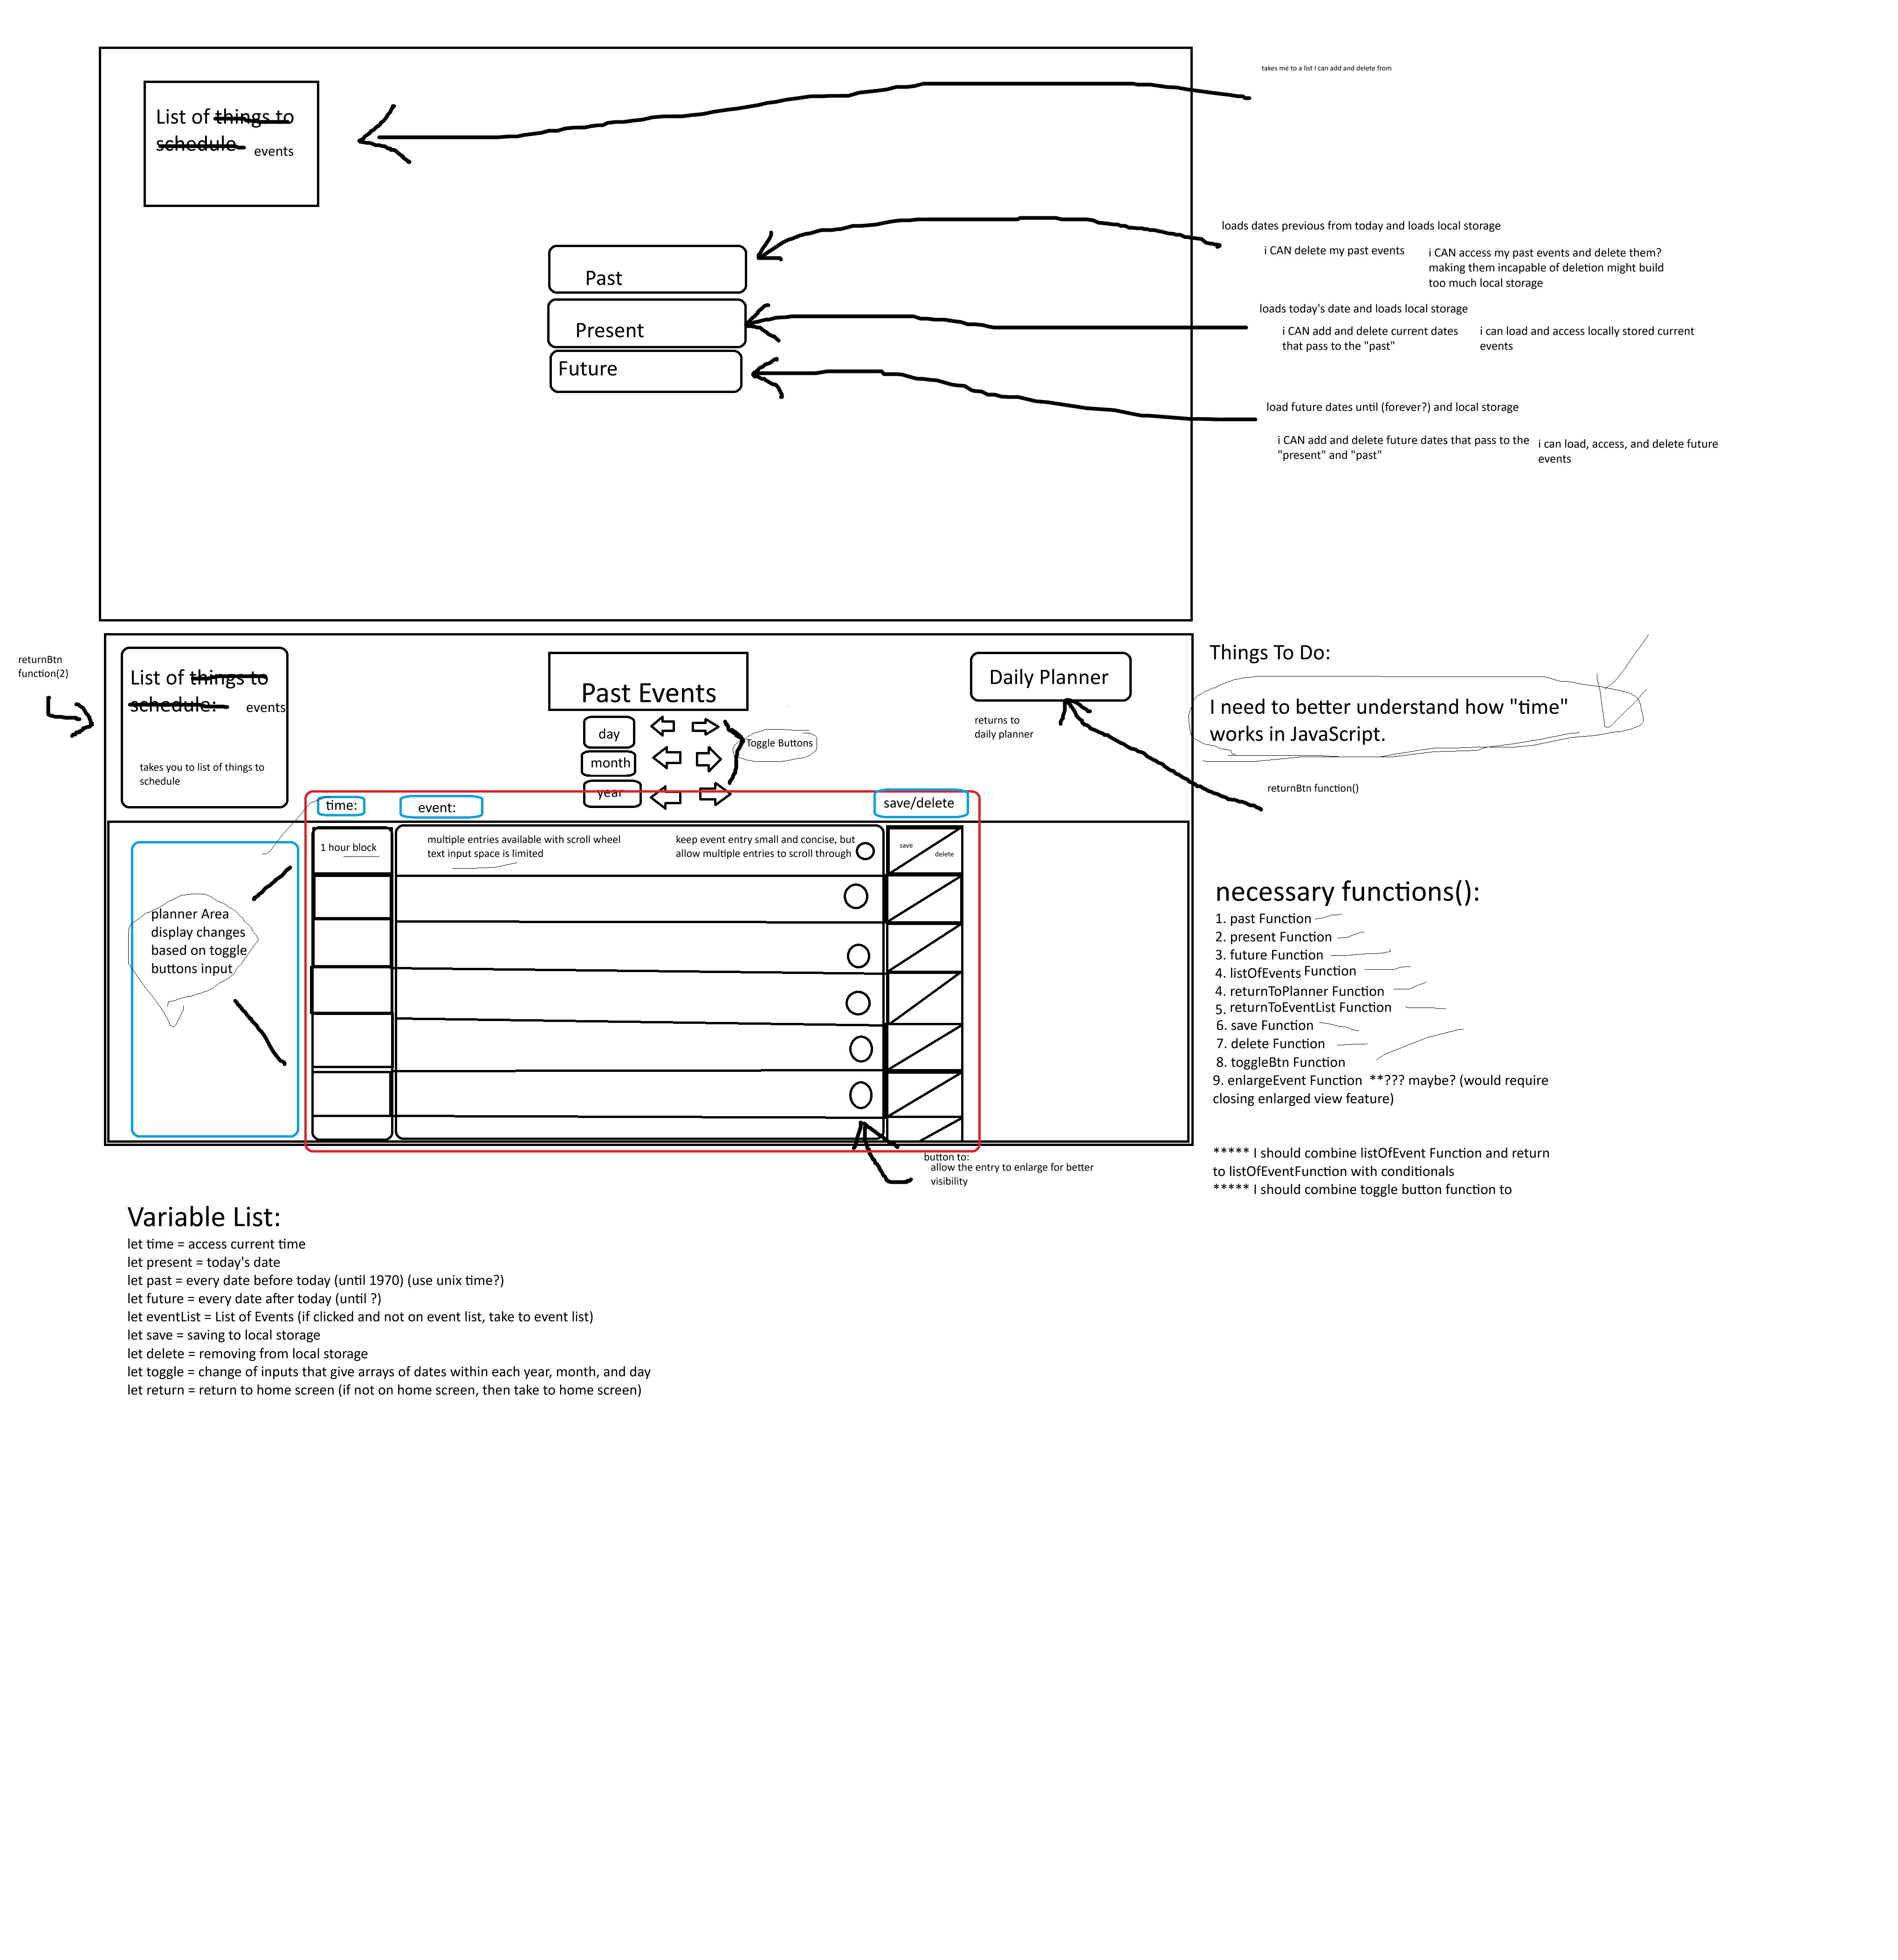 takes me to a list I can add and delete from
List of things to
schedule
events
loads dates previous from today and loads local storage
i CAN delete my past events
i CAN access my past events and delete them?
making them incapable of deletion might build
too much local storage
Past
loads today's date and loads local storage
i CAN add and delete current dates
that pass to the "past"
i can load and access locally stored current
events
Present
Future
load future dates until (forever?) and local storage
i CAN add and delete future dates that pass to the
"present" and "past"
i can load, access, and delete future
events
returnBtn
function(2)
List of things to
schedule:
events
takes you to list of things to
schedule
Past Events
day
month
year
Toggle Buttons
Daily Planner
returns to
daily planner
returnBtn function()
Things To Do:
I need to better understand how "time"
works in JavaScript.
time:
event:
save/delete
1 hour block
multiple entries available with scroll wheel
text input space is limited
keep event entry small and concise, but
allow multiple entries to scroll through
save
delete
planner Area
display changes
based on toggle
buttons input
button to:
allow the entry to enlarge for better
visibility
necessary functions():
1. past Function
2. present Function
3. future Function
4. listOfEvents Function
4. returnToPlanner Function
5. returnToEventList Function
6. save Function
7. delete Function
8. toggleBtn Function
9. enlargeEvent Function **??? maybe? (would require
closing enlarged view feature)
***** I should combine listOfEvent Function and return
to listOfEventFunction with conditionals
***** I should combine toggle button function to
Variable List:
let time = access current time
let present = today's date
let past = every date before today (until 1970) (use unix time?)
let future = every date after today (until ?)
let eventList = List of Events (if clicked and not on event list, take to event list)
let save = saving to local storage
let delete = removing from local storage
let toggle = change of inputs that give arrays of dates within each year, month, and day
let return = return to home screen (if not on home screen, then take to home screen)